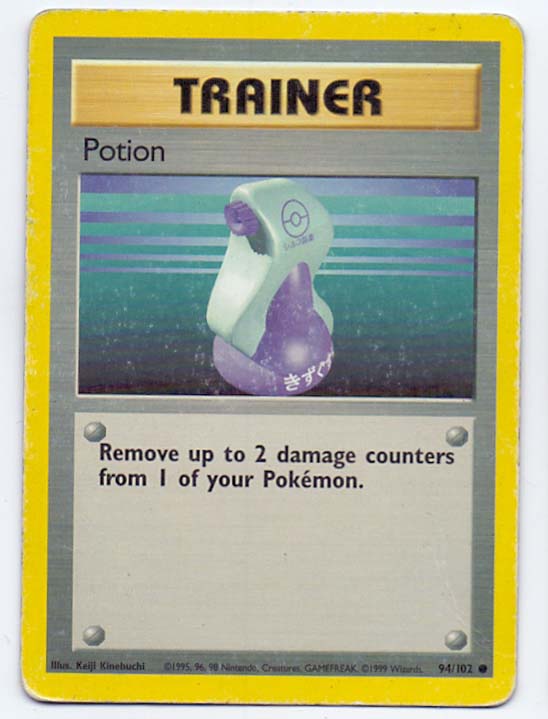 TRAINER
Potion
きずぐ
Remove up to 2 damage counters
from 1 of your Pokémon.
Illus. Keiji Kinebuchi ©1995, 96, 98 Nintendo, Creatures, GAMEFREAK. ©1999 Wizards. 94/102 ●